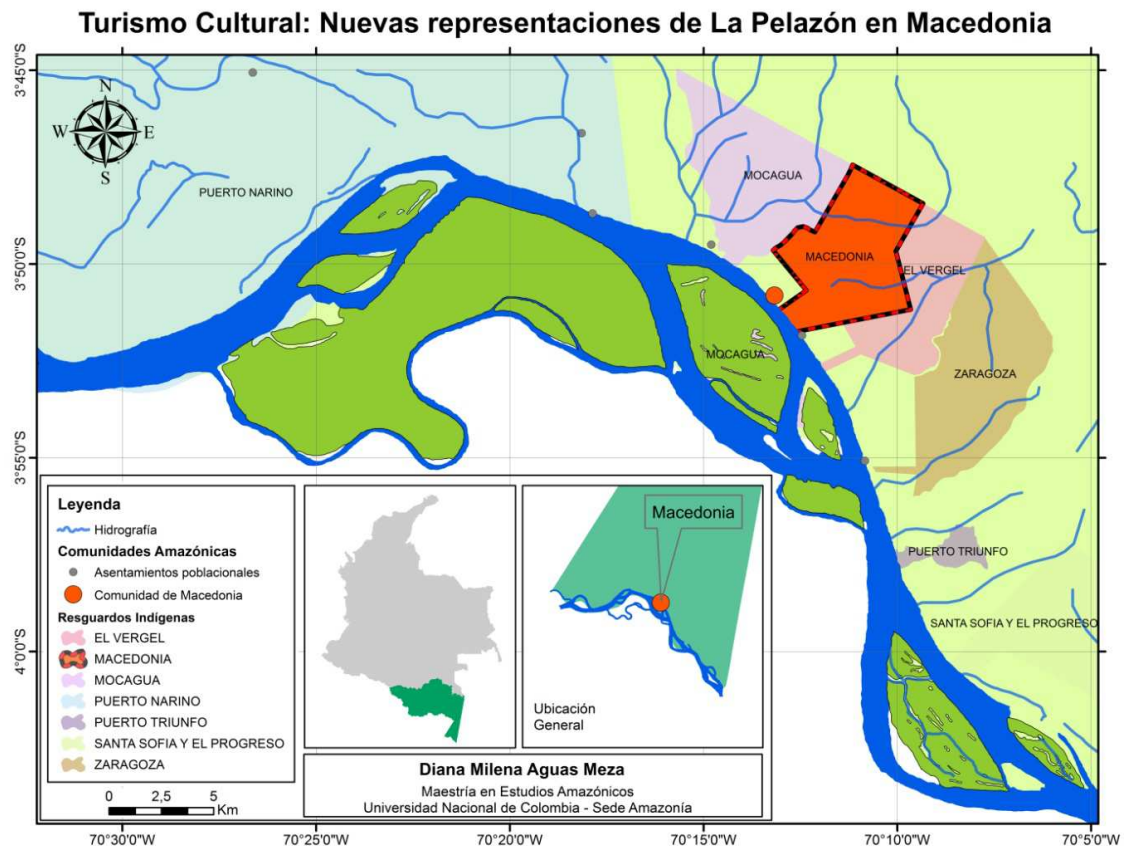 Turismo Cultural: Nuevas representaciones de La Pelazón en Macedonia
3°45'0"S
3°50'0"S
3°55'0"S
4°0'0"S
N
W
E
S
PUERTO NARINO
MOCAGUA
MACEDONIA
EL VERGEL
MOCAGUA
ZARAGOZA
PUERTO TRIUNFO
SANTA SOFIA Y EL PROGRESO
Leyenda
Hidrografía
Comunidades Amazónicas
Asentamientos poblacionales
Comunidad de Macedonia
Resguardos Indígenas
EL VERGEL
MACEDONIA
MOCAGUA
PUERTO NARINO
PUERTO TRIUNFO
SANTA SOFIA Y EL PROGRESO
ZARAGOZA
0 2,5 5
Km
Macedonia
Ubicación
General
Diana Milena Aguas Meza
Maestría en Estudios Amazónicos
Universidad Nacional de Colombia - Sede Amazonía
70°30'0"W
70°25'0"W
70°20'0"W
70°15'0"W
70°10'0"W
70°5'0"W